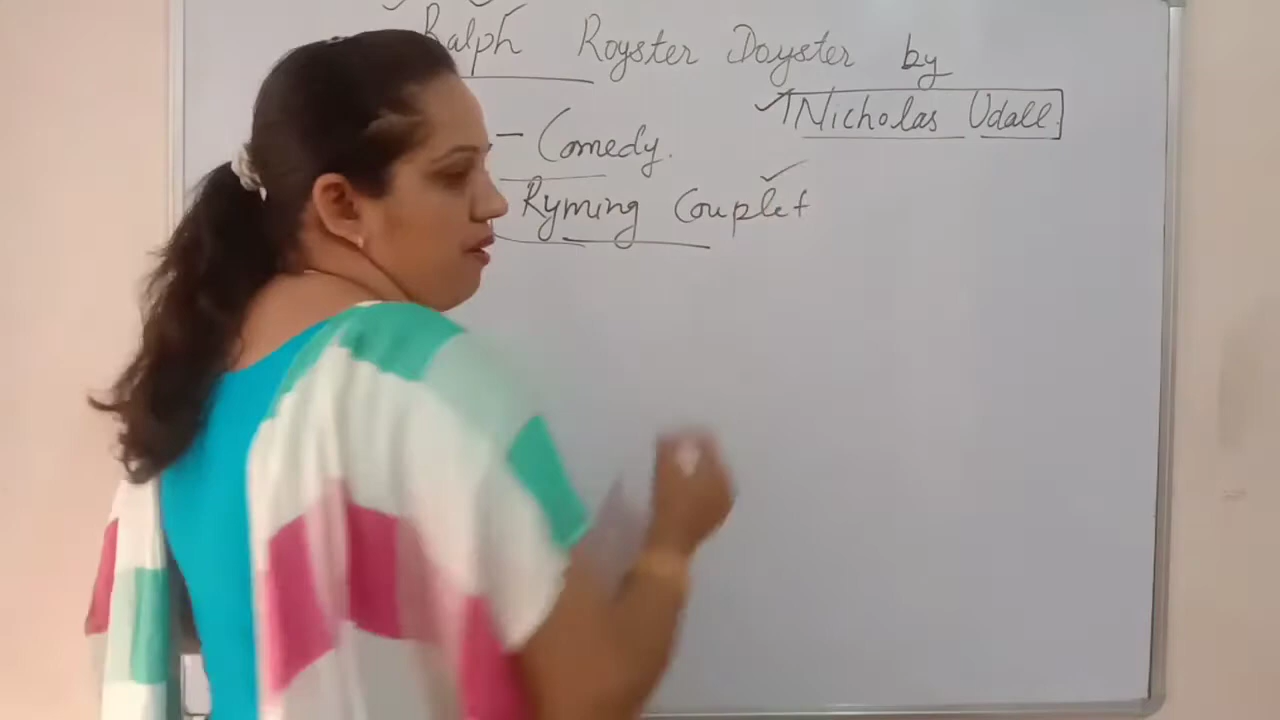 Ralph Royster Doyster by
Nicholas Udall.
- Comedy.
Ryming Couplet